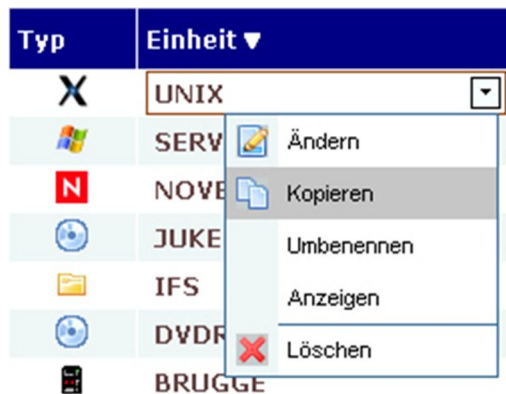 Typ Einheit ▼
UNIX
SERV
Ändern
N NOVE
Kopieren
JUKE
Umbenennen
IFS
Anzeigen
DVDR
Löschen
BRUGGE